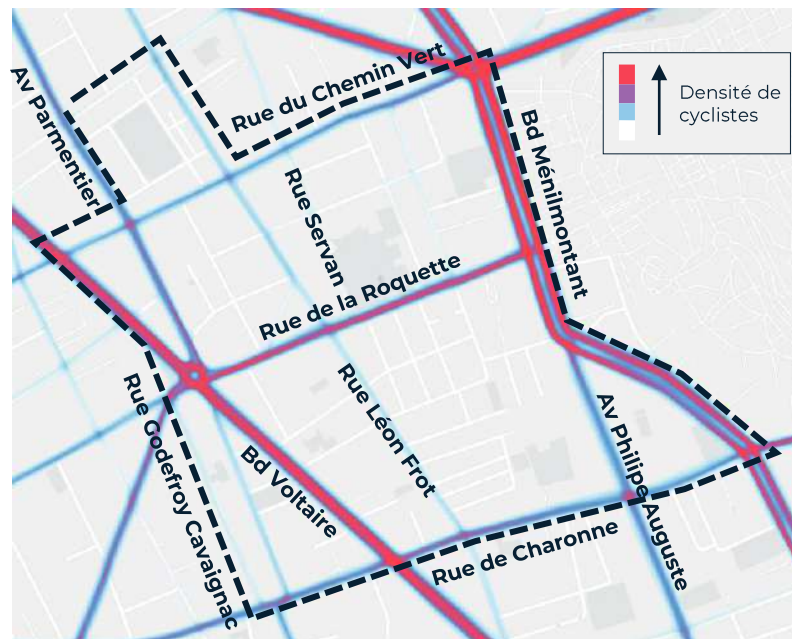 Av Parmentier
Rue du Chemin Vert
Bd Ménilmontant
Densité de
cyclistes
Rue Servan
Rue de la Roquette
Rue Godefroy Cavaignac
Bd Voltaire
Rue Léon Frot
Av Philipe Auguste
Rue de Charonne